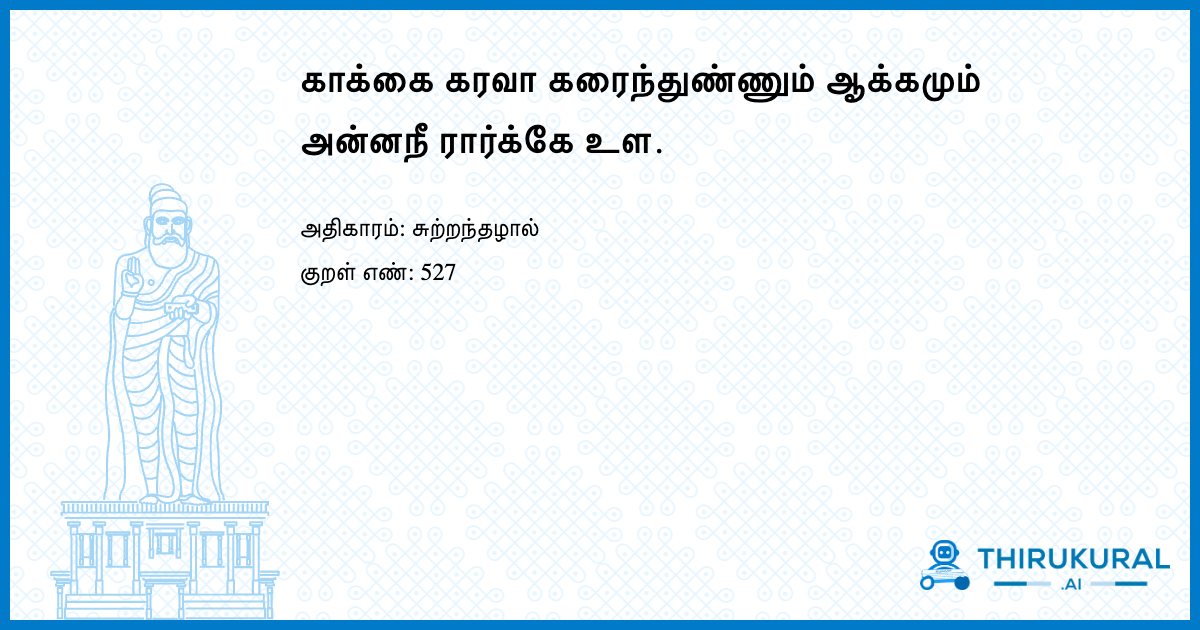 காக்கை கரவா கரைந்துண்ணும் ஆக்கமும்
அன்னநீ ரார்க்கே உள.
அதிகாரம்: சுற்றந்தழால்
குறள் எண்: 527
THIRUKURAL
.AI